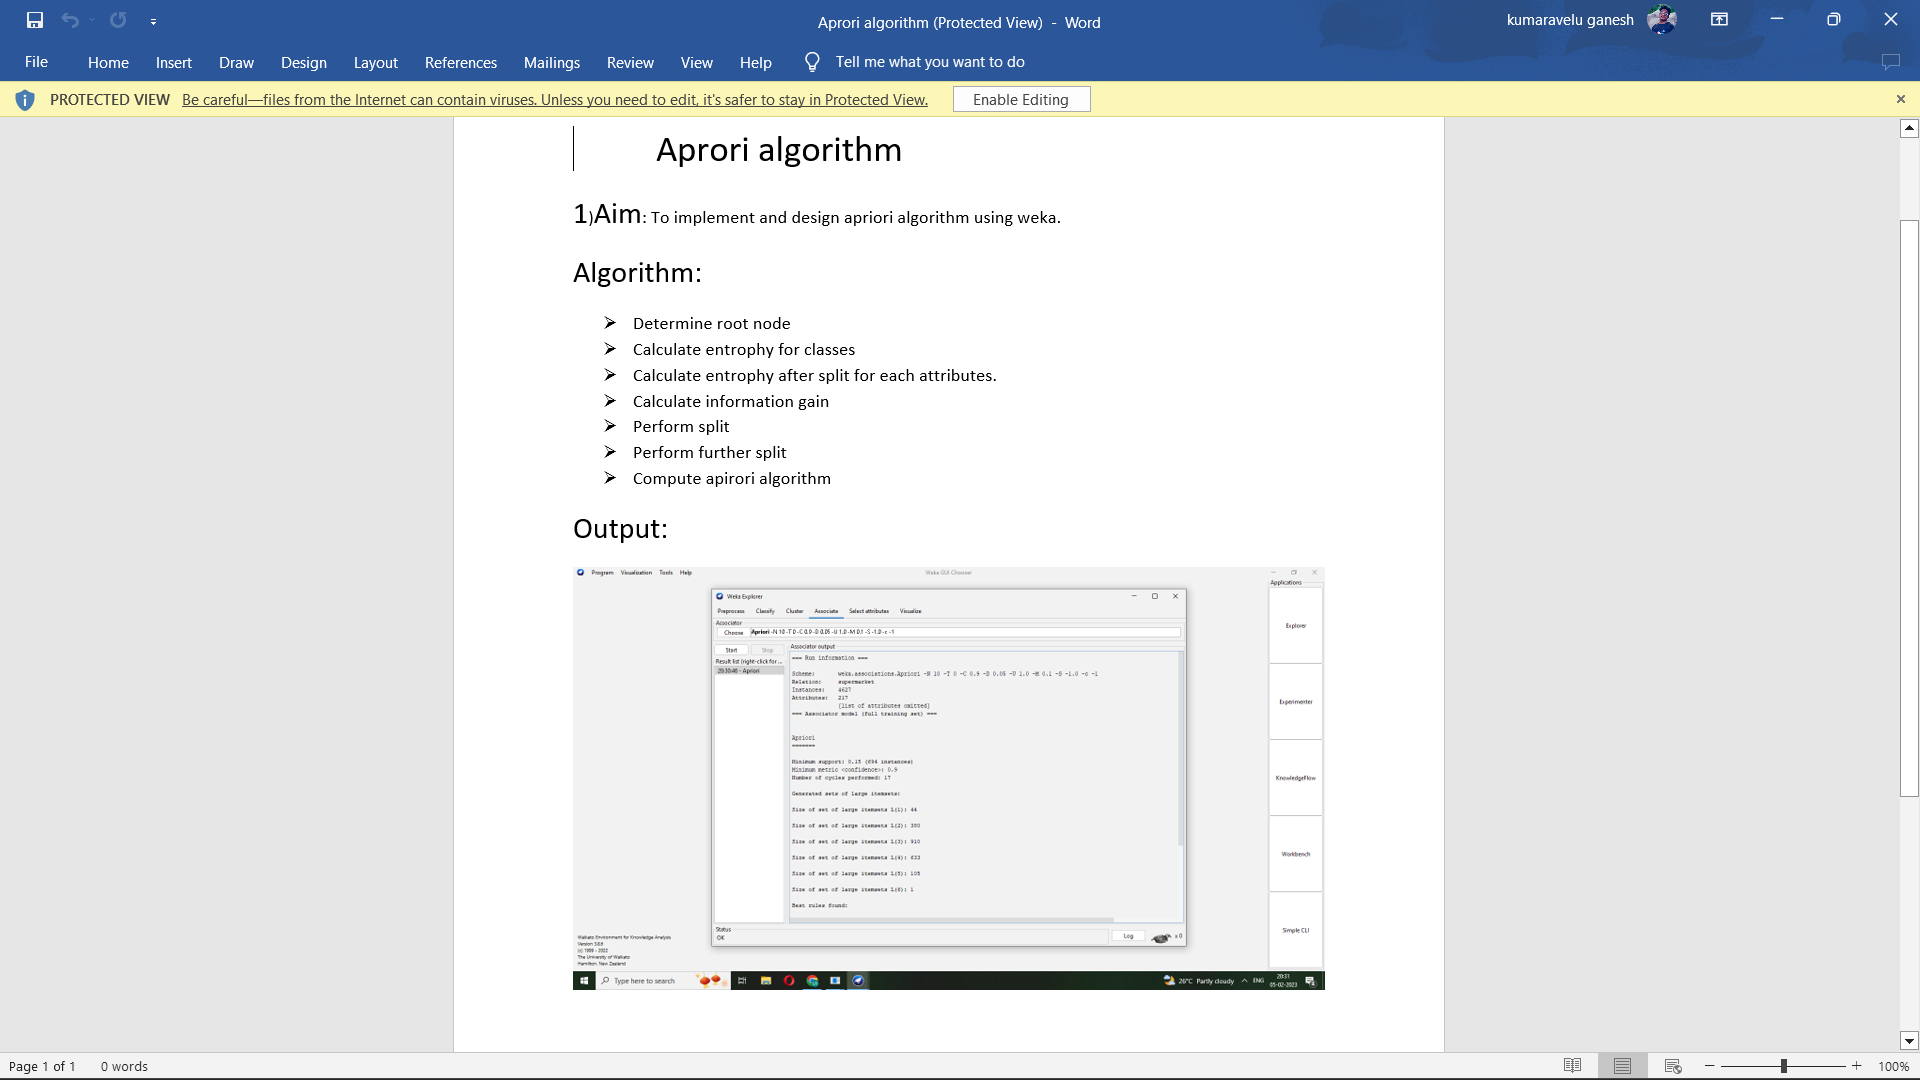 Aprori algorithm (Protected View) - Word
kumaravelu ganesh
File Home Insert Draw Design Layout References Mailings Review View Help Tell me what you want to do
PROTECTED VIEW Be careful—files from the Internet can contain viruses. Unless you need to edit, it's safer to stay in Protected View. Enable Editing
Aprori algorithm
1)Aim: To implement and design apriori algorithm using weka.
Algorithm:
Determine root node
Calculate entrophy for classes
Calculate entrophy after split for each attributes.
Calculate information gain
Perform split
Perform further split
Compute apirori algorithm
Output:
Program Visualization Tools Help Weka GUI Chooser
Applications
Weka Explorer
Preprocess Classify Cluster Associate Select attributes Visualize
Associator
Choose Apriori -N 10 -T 0 -C 0.9 -D 0.05 -U 1.0 -M 0.1 -S -1.0 -c -1
Start Stop
Result list (right-click for ...
20:30:46 - Apriori
Associator output
=== Run information ===
Scheme: weka.associations.Apriori -N 10 -T 0 -C 0.9 -D 0.05 -U 1.0 -M 0.1 -S -1.0 -c -1
Relation: supermarket
Instances: 4627
Attributes: 217
[list of attributes omitted]
=== Associator model (full training set) ===
Apriori
=======
Minimum support: 0.15 (694 instances)
Minimum metric <confidence>: 0.9
Number of cycles performed: 17
Generated sets of large itemsets:
Size of set of large itemsets L(1): 44
Size of set of large itemsets L(2): 380
Size of set of large itemsets L(3): 910
Size of set of large itemsets L(4): 633
Size of set of large itemsets L(5): 105
Size of set of large itemsets L(6): 1
Best rules found:
Status
OK
Log
x 0
Explorer
Experimenter
KnowledgeFlow
Workbench
Simple CLI
Waikato Environment for Knowledge Analysis
Version 3.8.6
(c) 1999 - 2022
The University of Waikato
Hamilton, New Zealand
Type here to search
26°C Partly cloudy ENG
20:31
05-02-2023
Page 1 of 1 0 words
100%